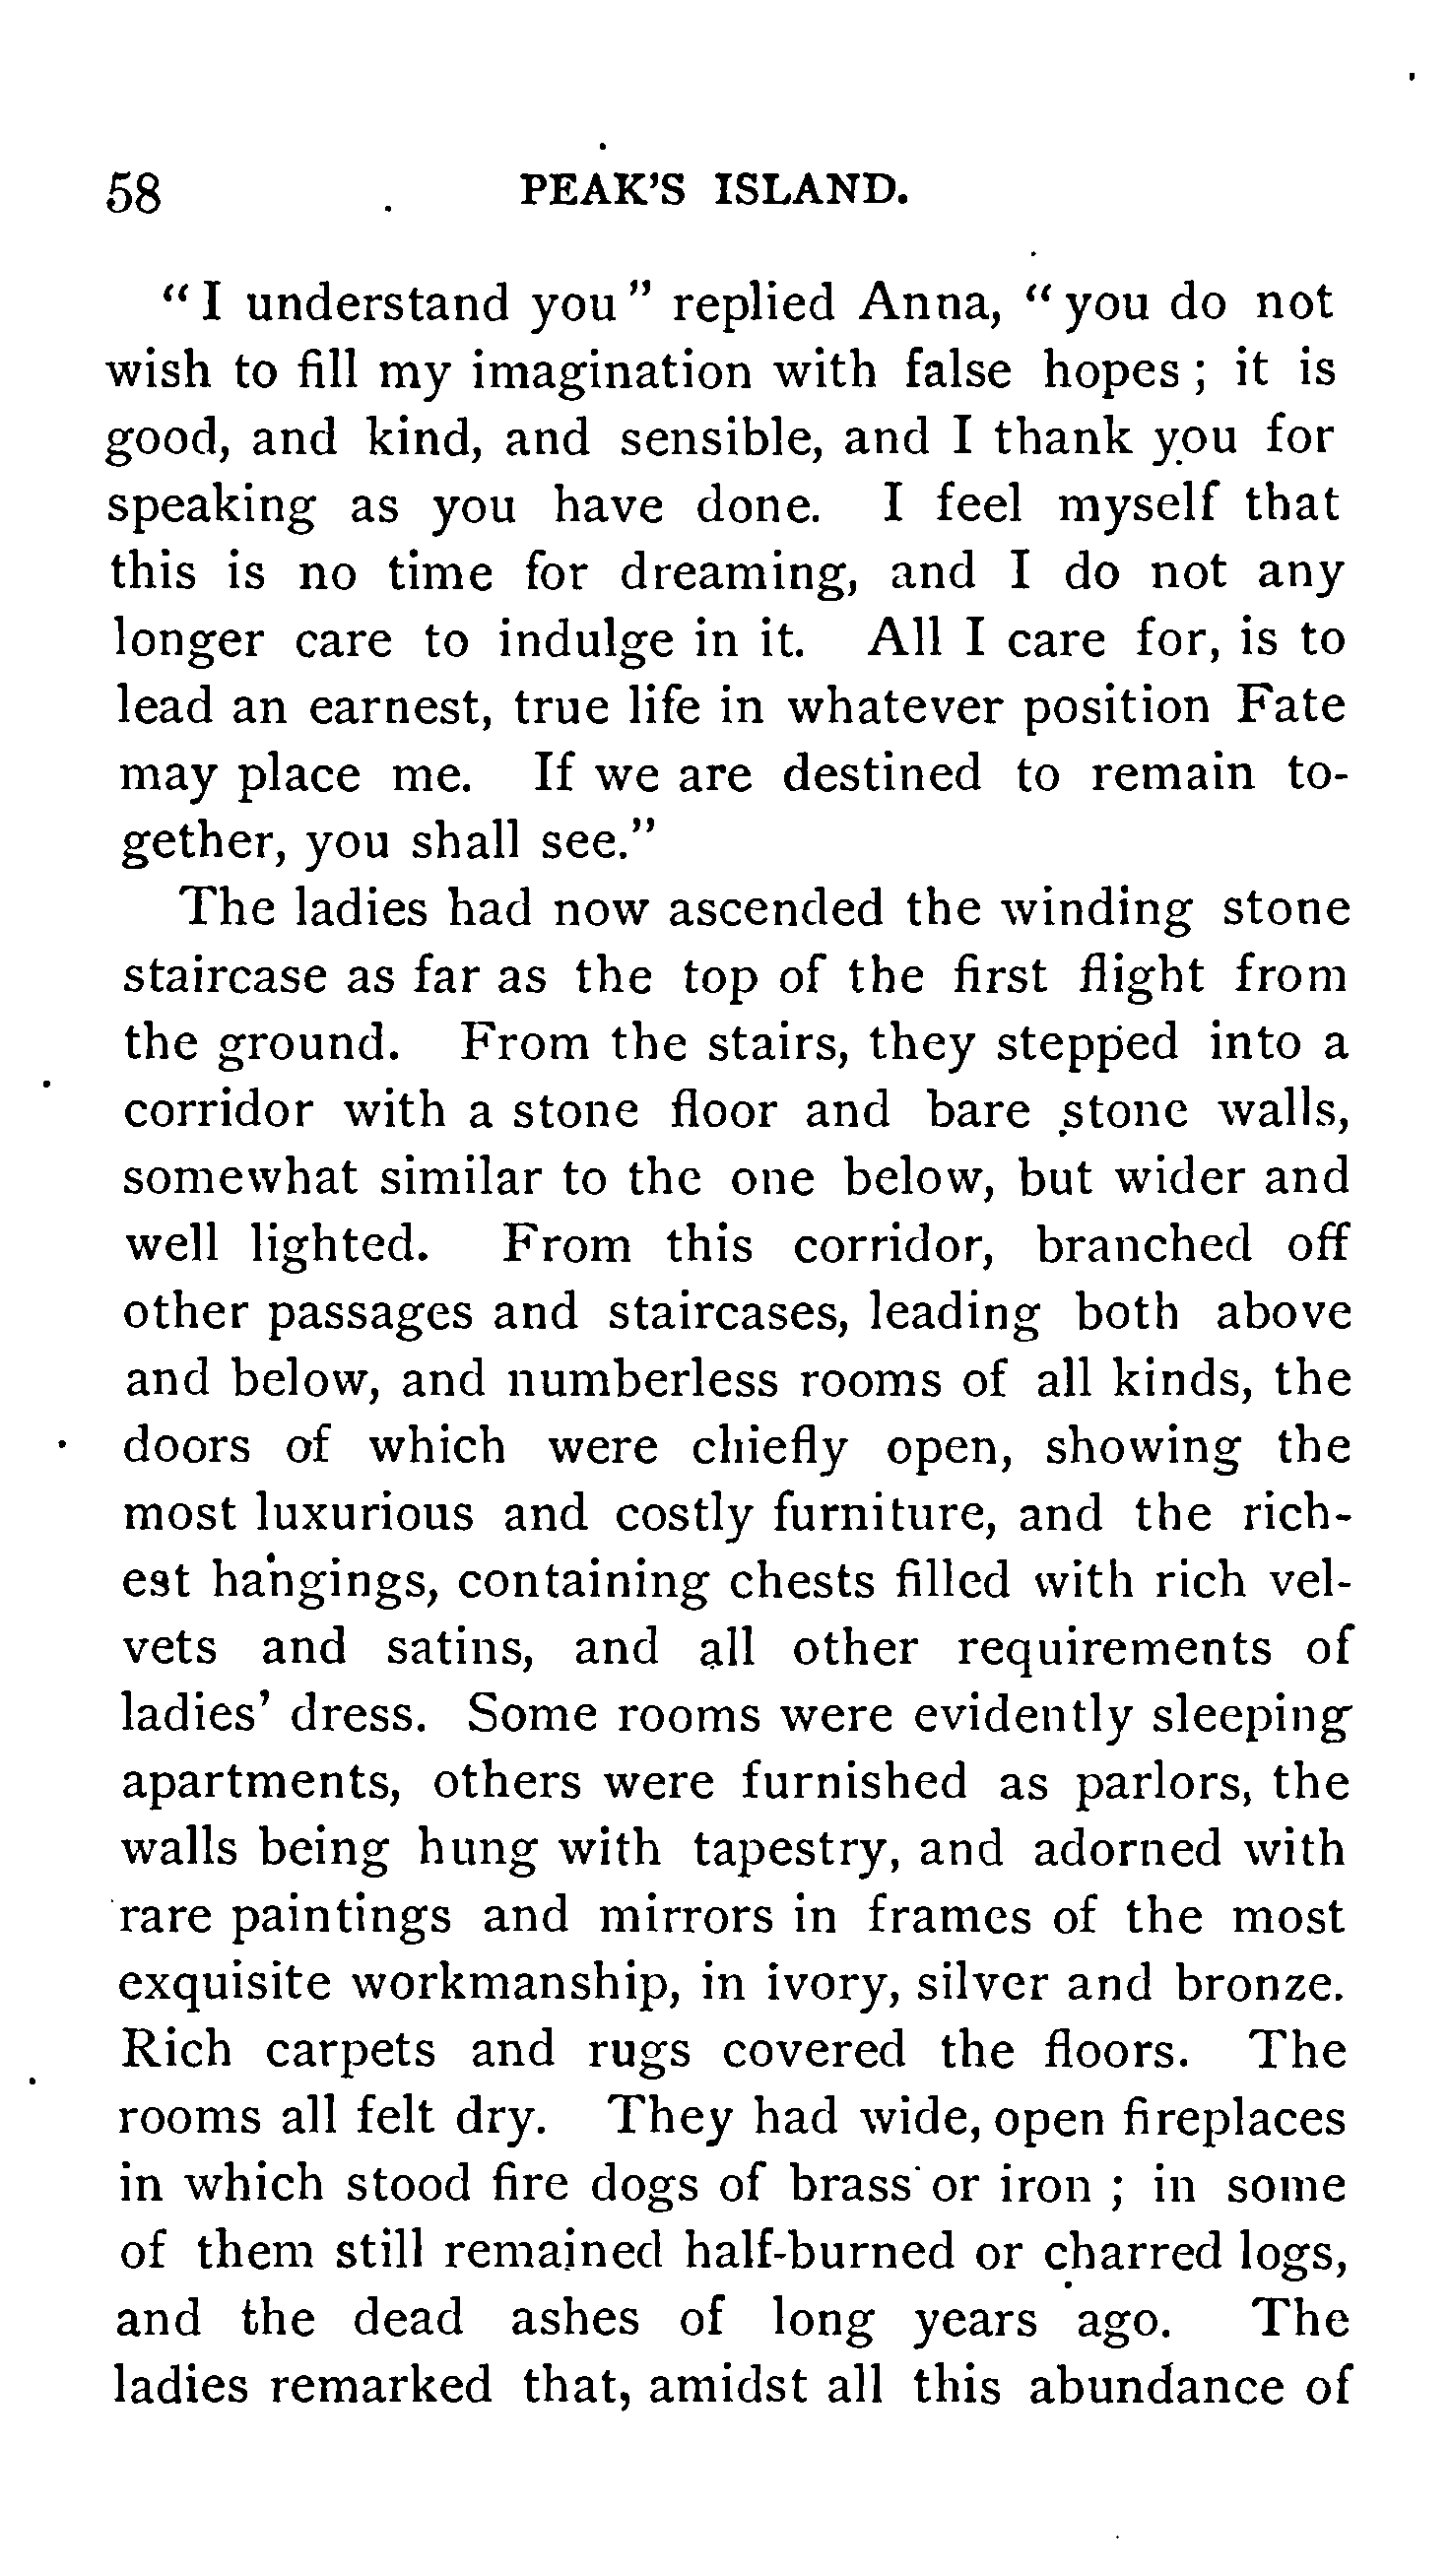 58 PEAK'S ISLAND.
“ I understand you ” replied Anna, “ you do not
wish to fill my imagination with false hopes ; it is
good, and kind, and sensible, and I thank you for
speaking as you have done. I feel myself that
this is no time for dreaming, and I do not any
longer care to indulge in it. All I care for, is to
lead an earnest, true life in whatever position Fate
may place me. If we are destined to remain to-
gether, you shall see.”
The ladies had now ascended the winding stone
staircase as far as the top of the first flight from
the ground. From the stairs, they stepped into a
corridor with a stone floor and bare stone walls,
somewhat similar to the one below, but wider and
well lighted. From this corridor, branched off
other passages and staircases, leading both above
and below, and numberless rooms of all kinds, the
doors of which were chiefly open, showing the
most luxurious and costly furniture, and the rich-
est hangings, containing chests filled with rich vel-
vets and satins, and all other requirements of
ladies’ dress. Some rooms were evidently sleeping
apartments, others were furnished as parlors, the
walls being hung with tapestry, and adorned with
rare paintings and mirrors in frames of the most
exquisite workmanship, in ivory, silver and bronze.
Rich carpets and rugs covered the floors. The
rooms all felt dry. They had wide, open fireplaces
in which stood fire dogs of brass or iron ; in some
of them still remained half-burned or charred logs,
and the dead ashes of long years ago. The
ladies remarked that, amidst all this abundance of